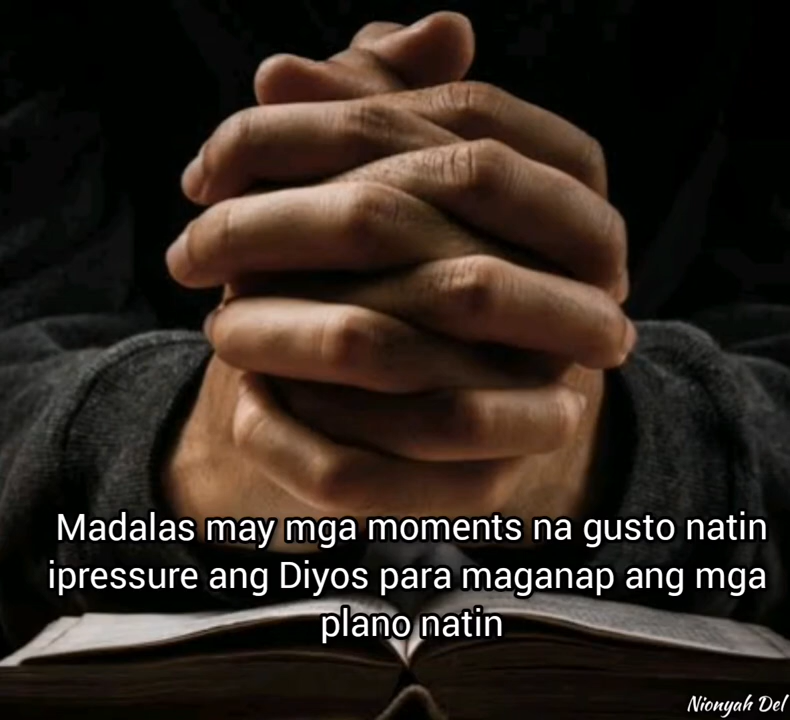 Madalas may mga moments na gusto natin
ipressure ang Diyos para maganap ang mga
plano natin
Nionyah Del